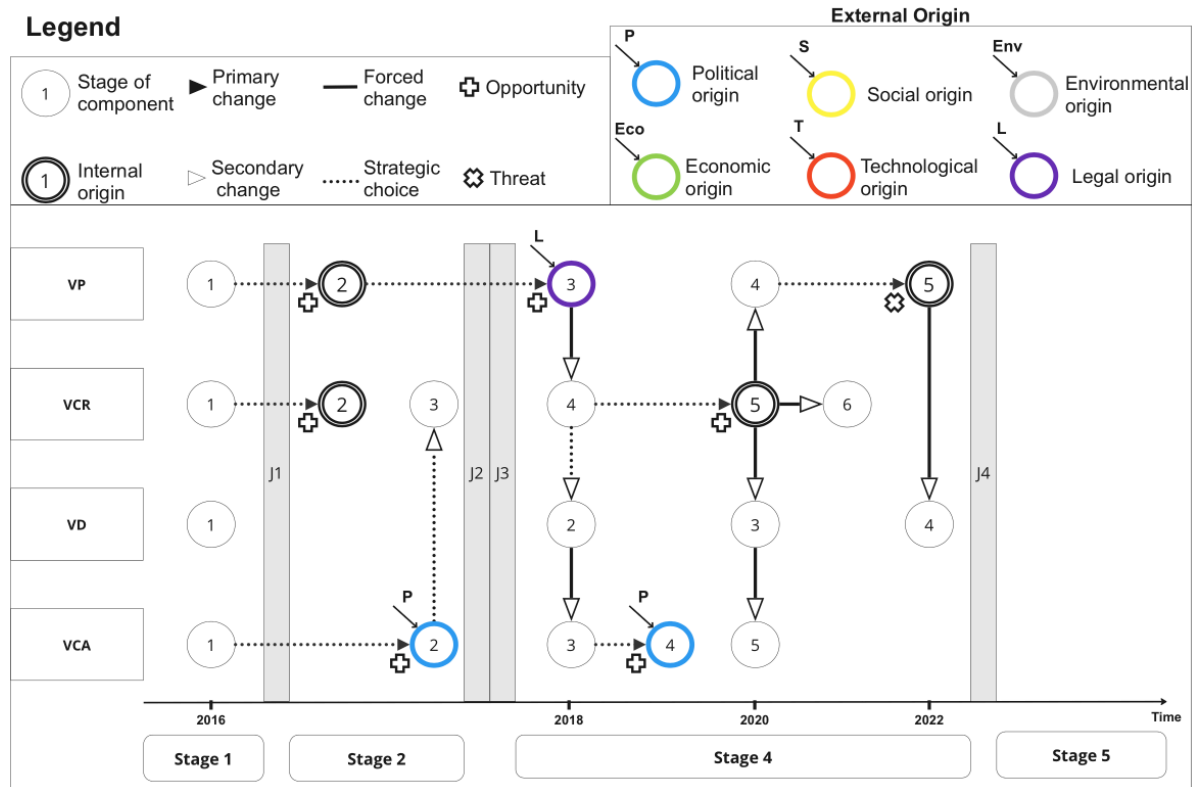 Legend
External Origin
1
Stage of
component
Primary
change
Forced
change
Opportunity
P
Political
origin
S
Social origin
Env
Environmental
origin
1
Internal
origin
Secondary
change
Strategic
choice
Threat
Eco
Economic
origin
T
Technological
origin
L
Legal origin
VP
1
2
L
3
4
5
VCR
1
2
3
4
5
6
J1
J2
J3
J4
VD
1
2
3
4
VCA
1
P
2
3
P
4
5
2016
2018
2020
2022
Time
Stage 1
Stage 2
Stage 4
Stage 5